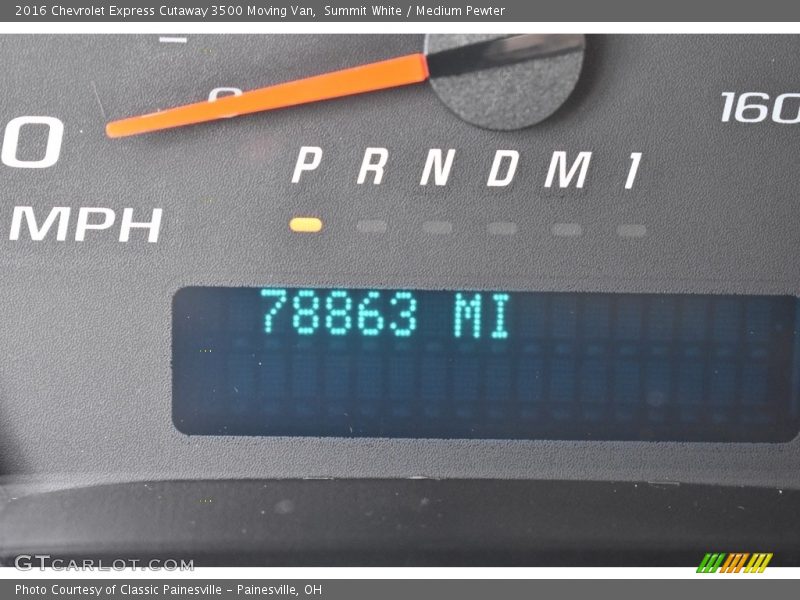 2016 Chevrolet Express Cutaway 3500 Moving Van,  Summit White / Medium Pewter
0
0
160
P R N D M 1
MPH
78863 MI
GTCARLOT.COM
Photo Courtesy of Classic Painesville - Painesville, OH